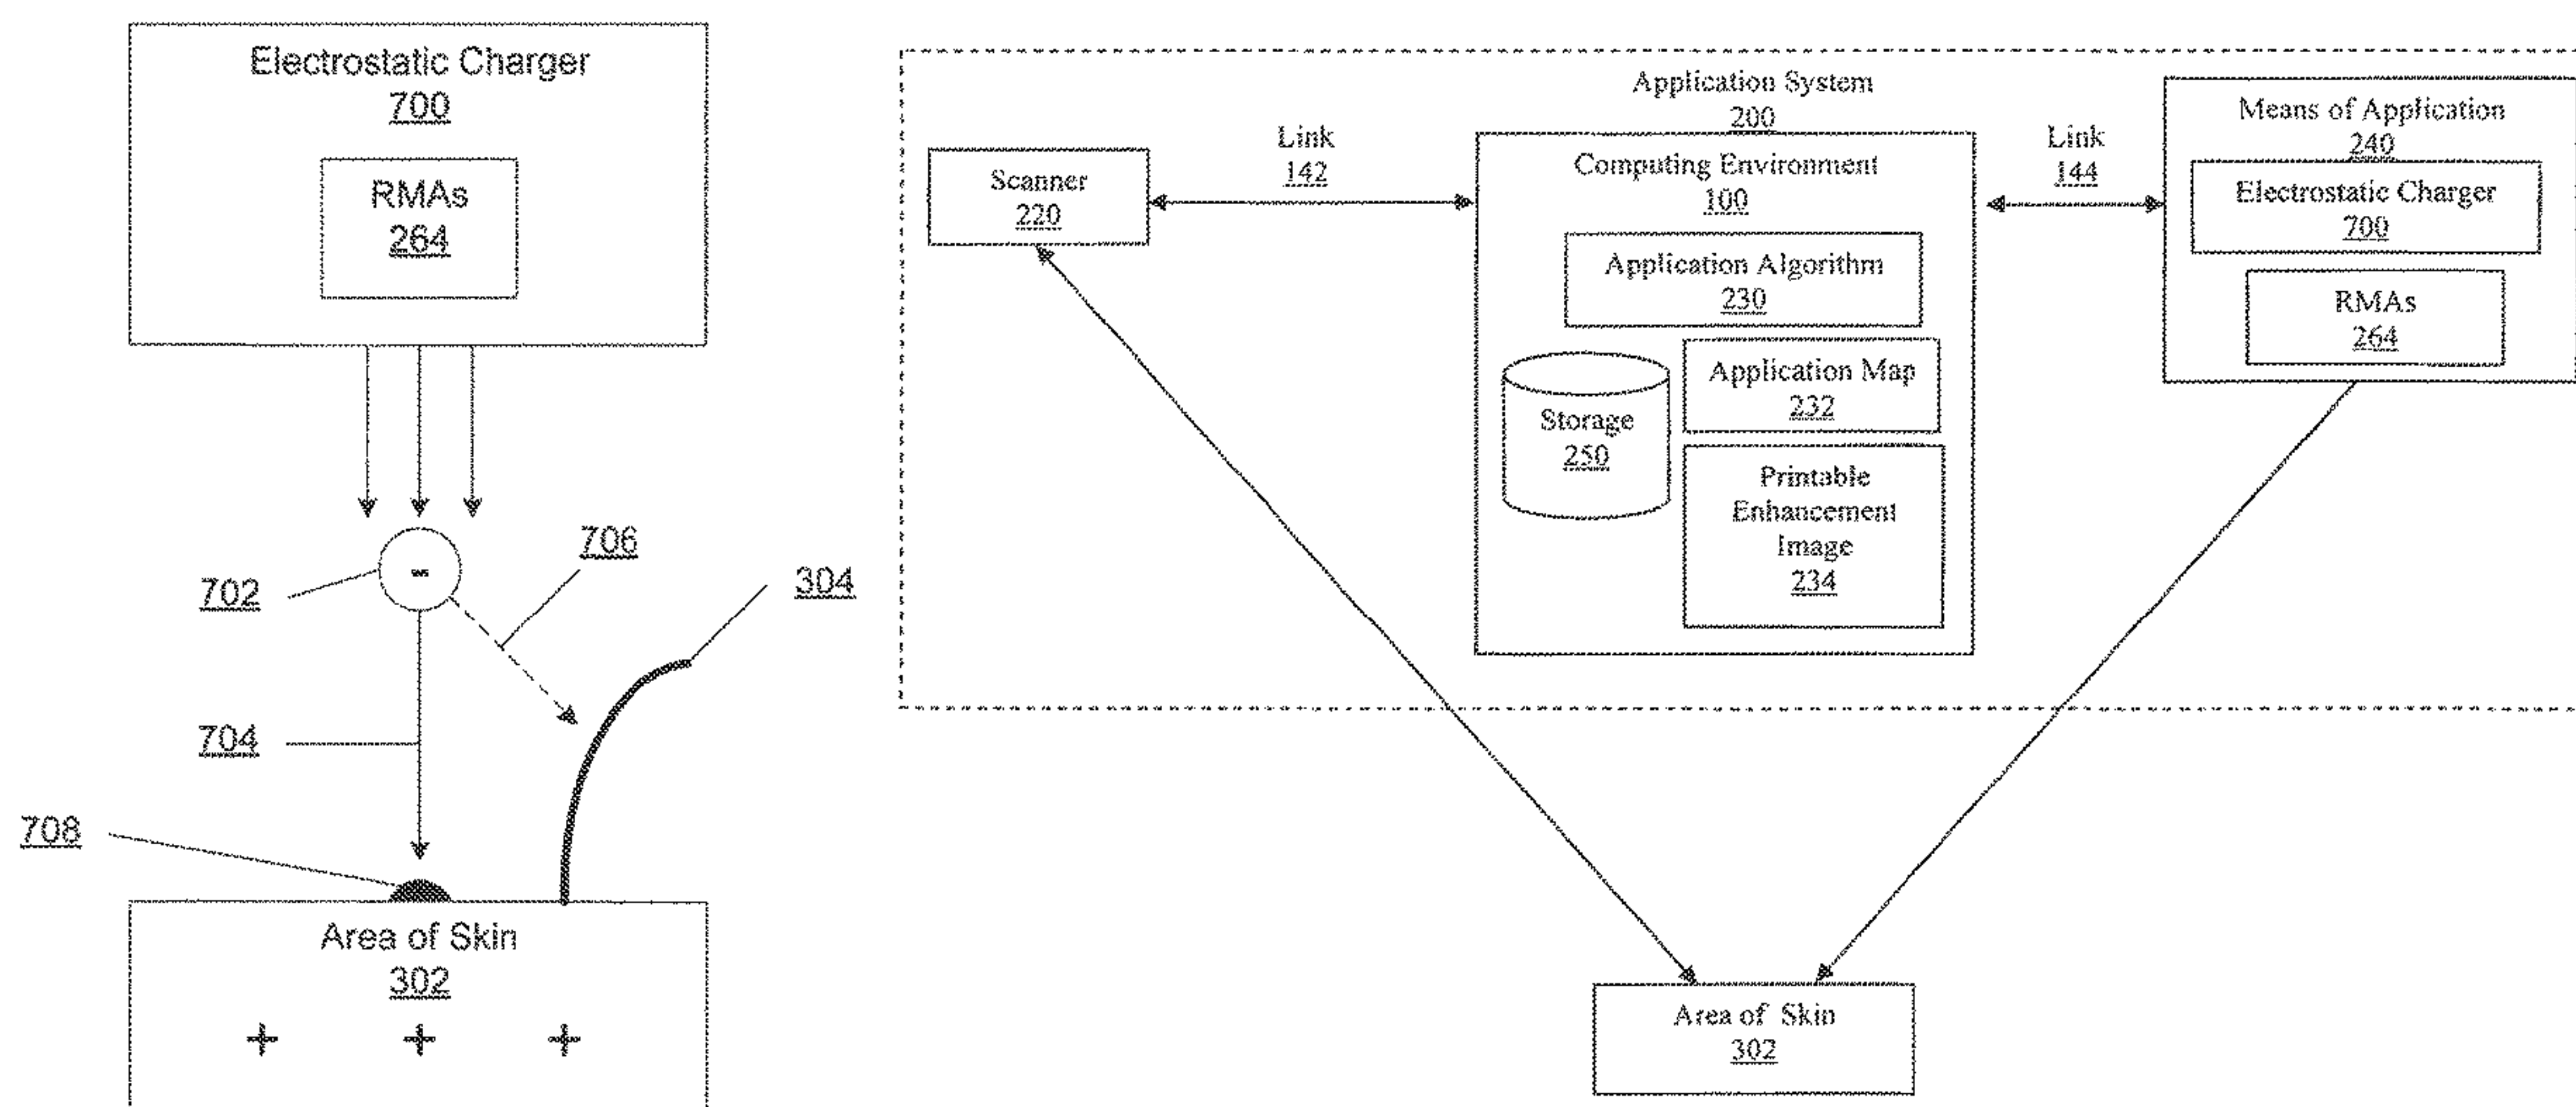 Electrostatic Charger
700
RMAs
264
-
702
706
304
704
708
Area of Skin
302
+ + +
Application System
200
Scanner
220
Link
142
Computing Environment
100
Application Algorithm
230
Application Map
232
Storage
250
Printable
Enhancement
Image
234
Link
144
Means of Application
240
Electrostatic Charger
700
RMAs
264
Area of Skin
302